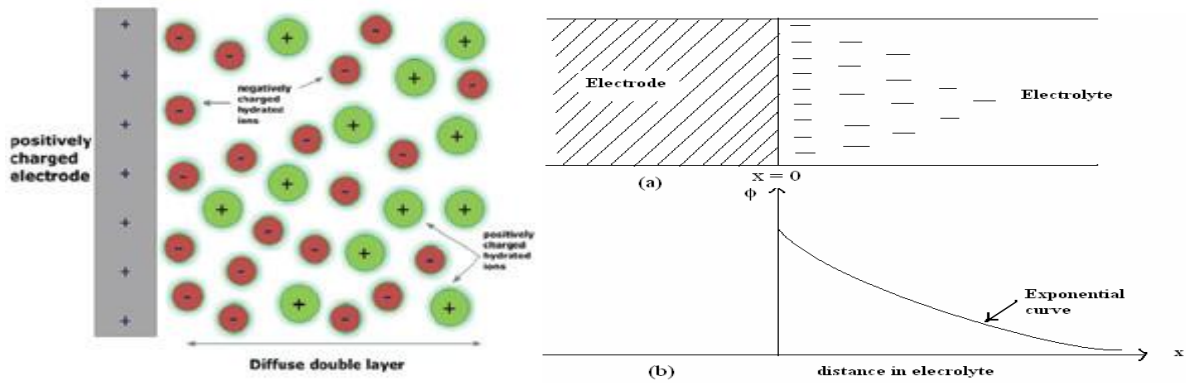 positively
charged
electrode
negatively
charged
hydrated
ions
positively
charged
hydrated
ions
Diffuse double layer
Electrode
Electrolyte
(a)
x = 0
ϕ
Exponential
curve
x
(b)
distance in elecrolyte